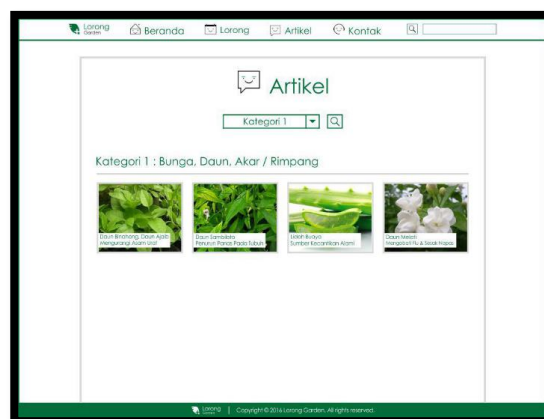 Lorong
Garden
Beranda
Lorong
Artikel
Kontak
Artikel
Kategori 1
Kategori 1 : Bunga, Daun, Akar / Rimpang
Daun Binahong, Daun Ajaib
Mengurangi Asam Urat
Daun Sambiloto
Penurun Panas Pada Tubuh
Lidah Buaya
Sumber Kecantikan Alami
Daun Melati
Mengobati Flu & Sesak Napas
Lorong
Copyright © 2016 Lorong Garden. All rights reserved.